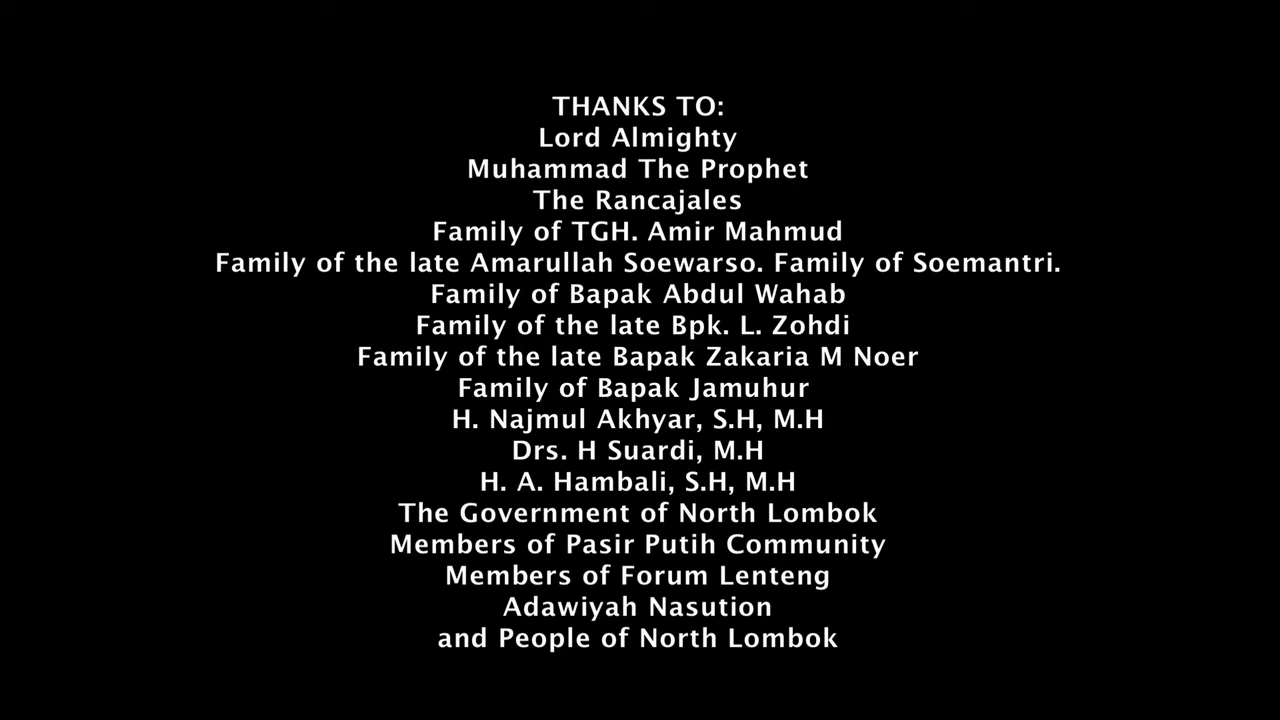 THANKS TO:
Lord Almighty
Muhammad The Prophet
The Rancajales
Family of TGH. Amir Mahmud
Family of the late Amarullah Soewarso. Family of Soemantri.
Family of Bapak Abdul Wahab
Family of the late Bpk. L. Zohdi
Family of the late Bapak Zakaria M Noer
Family of Bapak Jamuhur
H. Najmul Akhyar, S.H, M.H
Drs. H Suardi, M.H
H. A. Hambali, S.H, M.H
The Government of North Lombok
Members of Pasir Putih Community
Members of Forum Lenteng
Adawiyah Nasution
and People of North Lombok